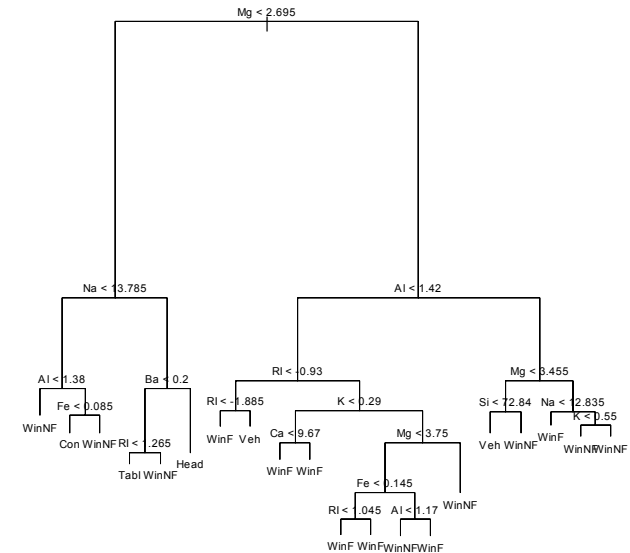 Mg < 2.695
Na < 13.785 Al < 1.42
RI < -0.93 Mg < 3.455
Al < 1.38 Ba < 0.2
RI < -1.885 K < 0.29 Si < 72.84 Na < 12.835
Fe < 0.085 K < 0.55
WinNF
WinF Veh Ca < 9.67 Mg < 3.75 WinF
Con WinNF RI < 1.265 Veh WinNF
WinNF WinNF
Head
Tabl WinNF WinF WinF
Fe < 0.145
WinNF
RI < 1.045 Al < 1.17
WinF WinF WinNF WinF